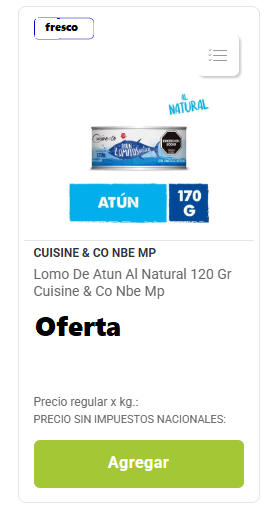 fresco
AL
NATURAL
ATÚN
170
G
CUISINE & CO NBE MP
Lomo De Atun Al Natural 120 Gr
Cuisine & Co Nbe Mp
Oferta
Precio regular x kg.:
PRECIO SIN IMPUESTOS NACIONALES:
Agregar